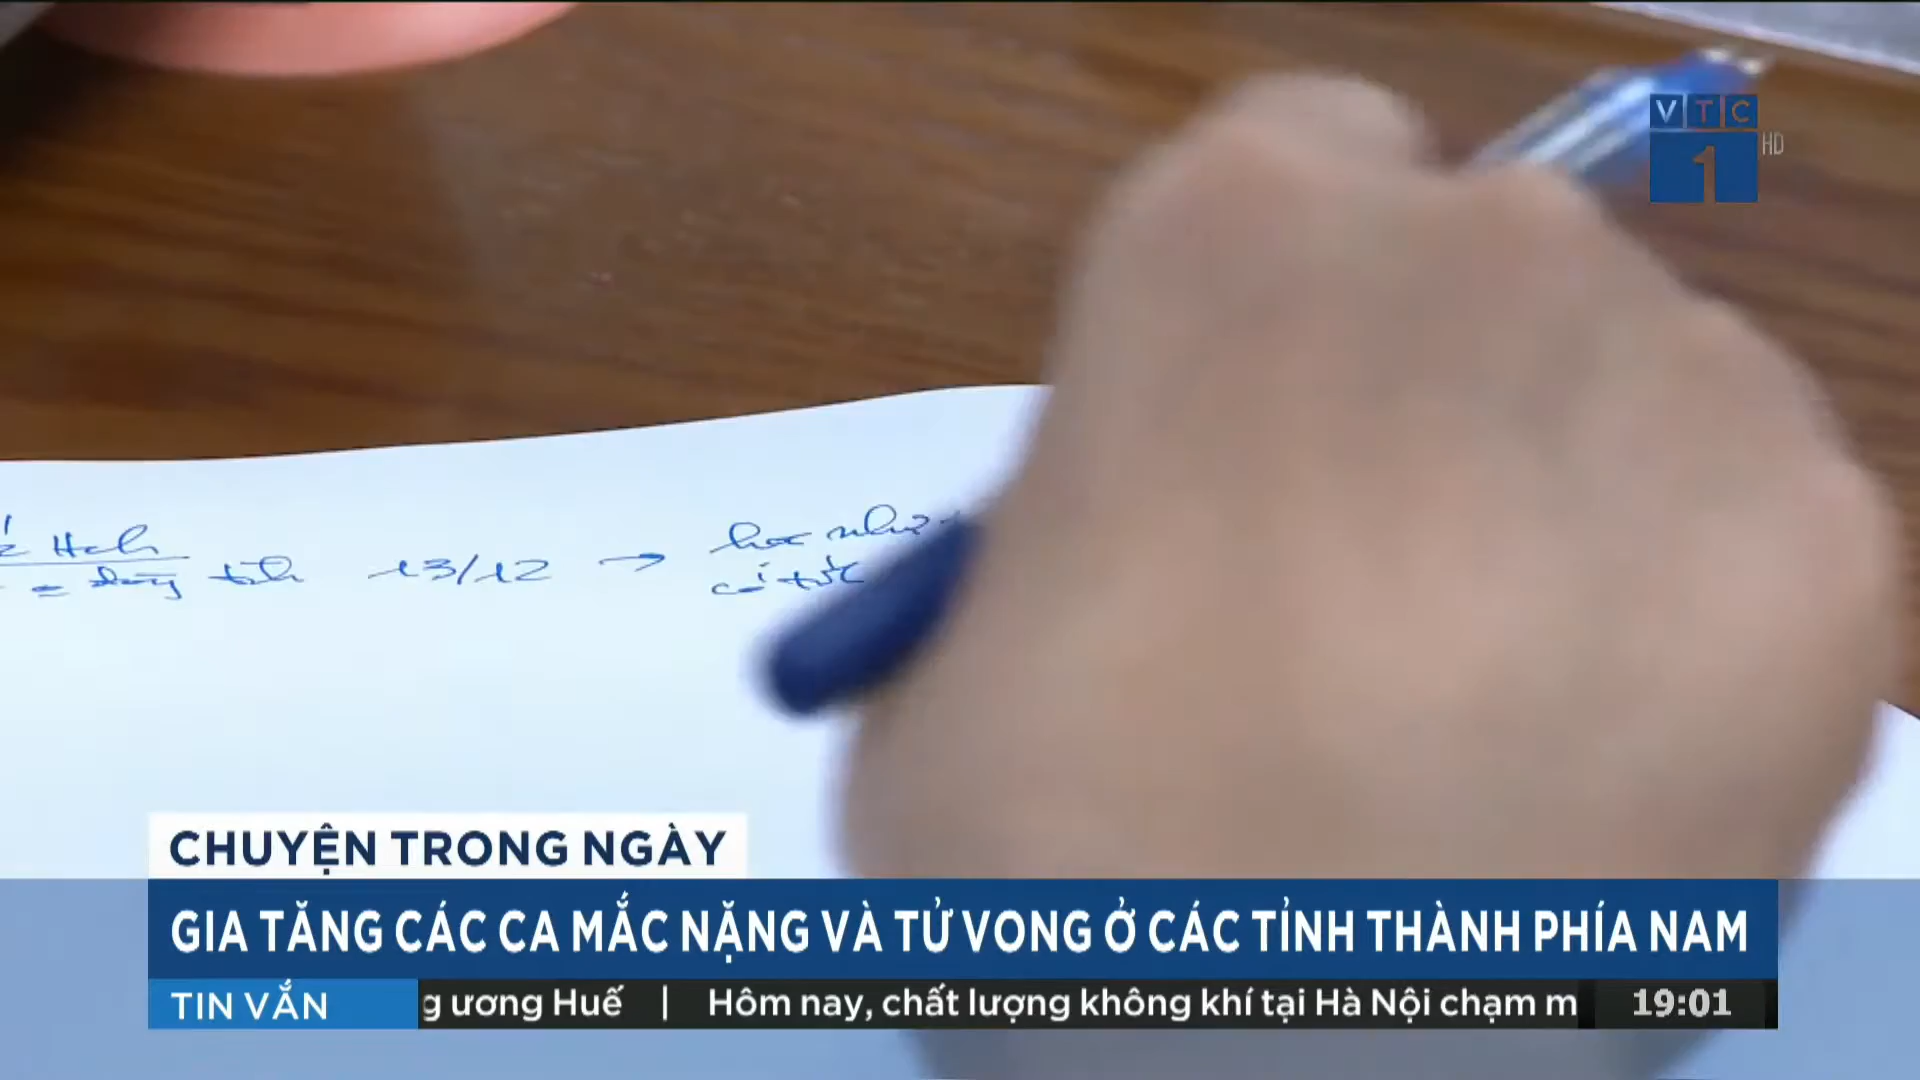 VTC
1 HD
13/12 →
CHUYỆN TRONG NGÀY
GIA TĂNG CÁC CA MẮC NẶNG VÀ TỬ VONG Ở CÁC TỈNH THÀNH PHÍA NAM
TIN VẮN g ương Huế | Hôm nay, chất lượng không khí tại Hà Nội chạm m 19:01